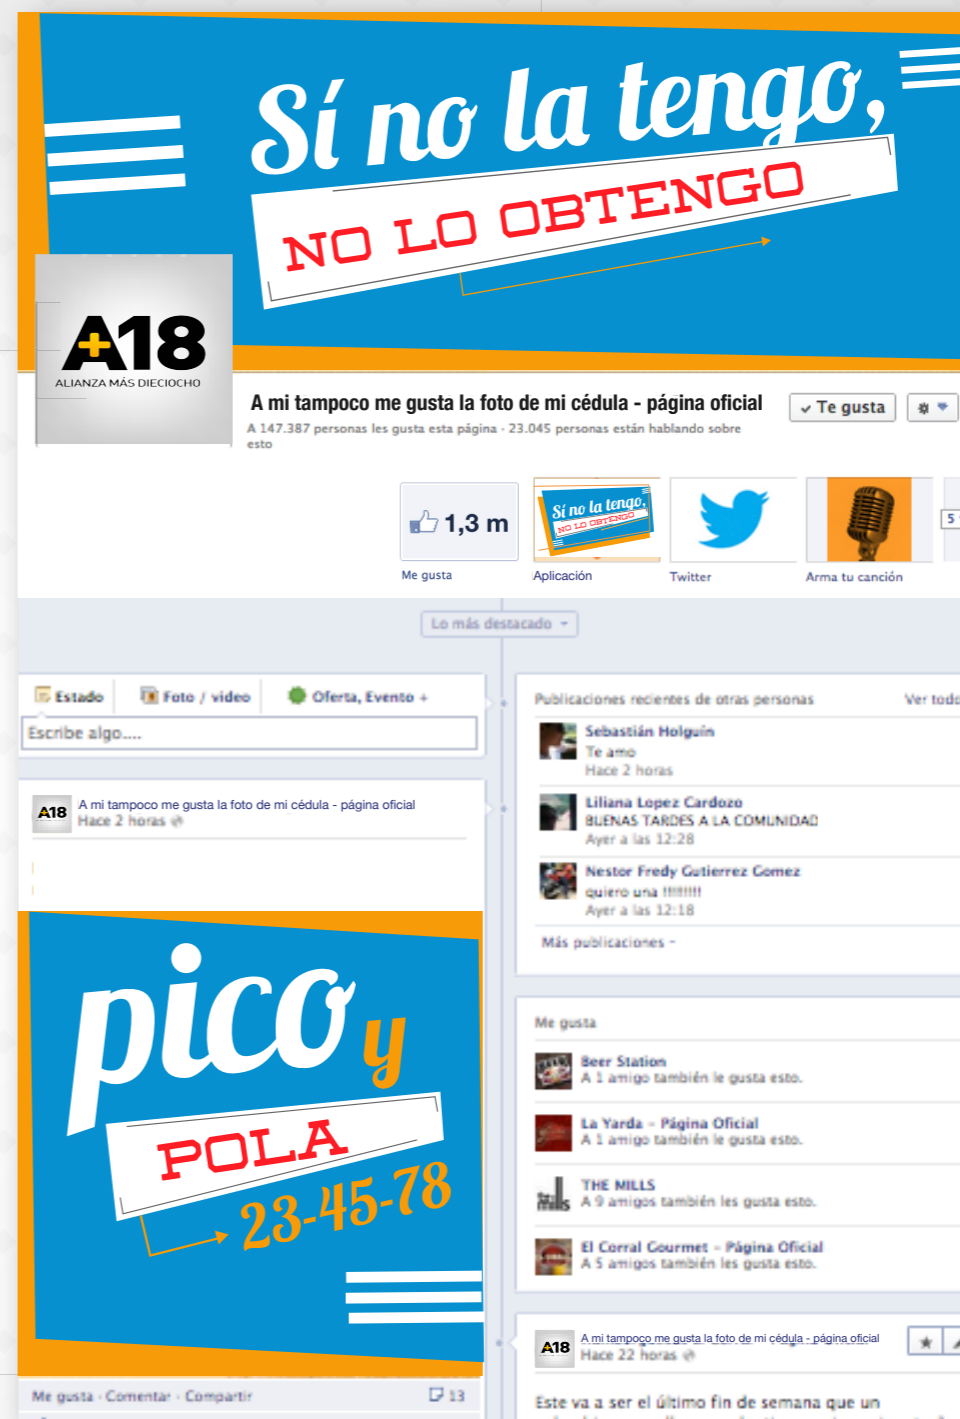 Sí no la tengo,
NO LO OBTENGO
A18
ALIANZA MÁS DIECIOCHO
A mi tampoco me gusta la foto de mi cédula - página oficial
A 147.387 personas les gusta esta página - 23.045 personas están hablando sobre
esto
Te gusta
1,3 m
Me gusta
Sí no la tengo,
NO LO OBTENGO
Aplicación
Twitter
Arma tu canción
5
Lo más destacado
Estado
Foto / video
Oferta, Evento +
Escribe algo....
A18
A mi tampoco me gusta la foto de mi cédula - página oficial
Hace 2 horas
pico y
POLA
23-45-78
Me gusta · Comentar · Compartir
13
Publicaciones recientes de otras personas
Ver todo
Sebastián Holguín
Te amo
Hace 2 horas
Liliana Lopez Cardozo
BUENAS TARDES A LA COMUNIDAD
Ayer a las 12:28
Nestor Fredy Gutierrez Gomez
quiero una !!!!!!!!!
Ayer a las 12:18
Más publicaciones
Me gusta
Beer Station
A 1 amigo también le gusta esto.
La Yarda - Página Oficial
A 1 amigo también le gusta esto.
the mills
THE MILLS
A 9 amigos también les gusta esto.
El Corral Gourmet - Página Oficial
A 5 amigos también les gusta esto.
A18
A mi tampoco me gusta la foto de mi cédula - página oficial
Hace 22 horas
Este va a ser el último fin de semana que un